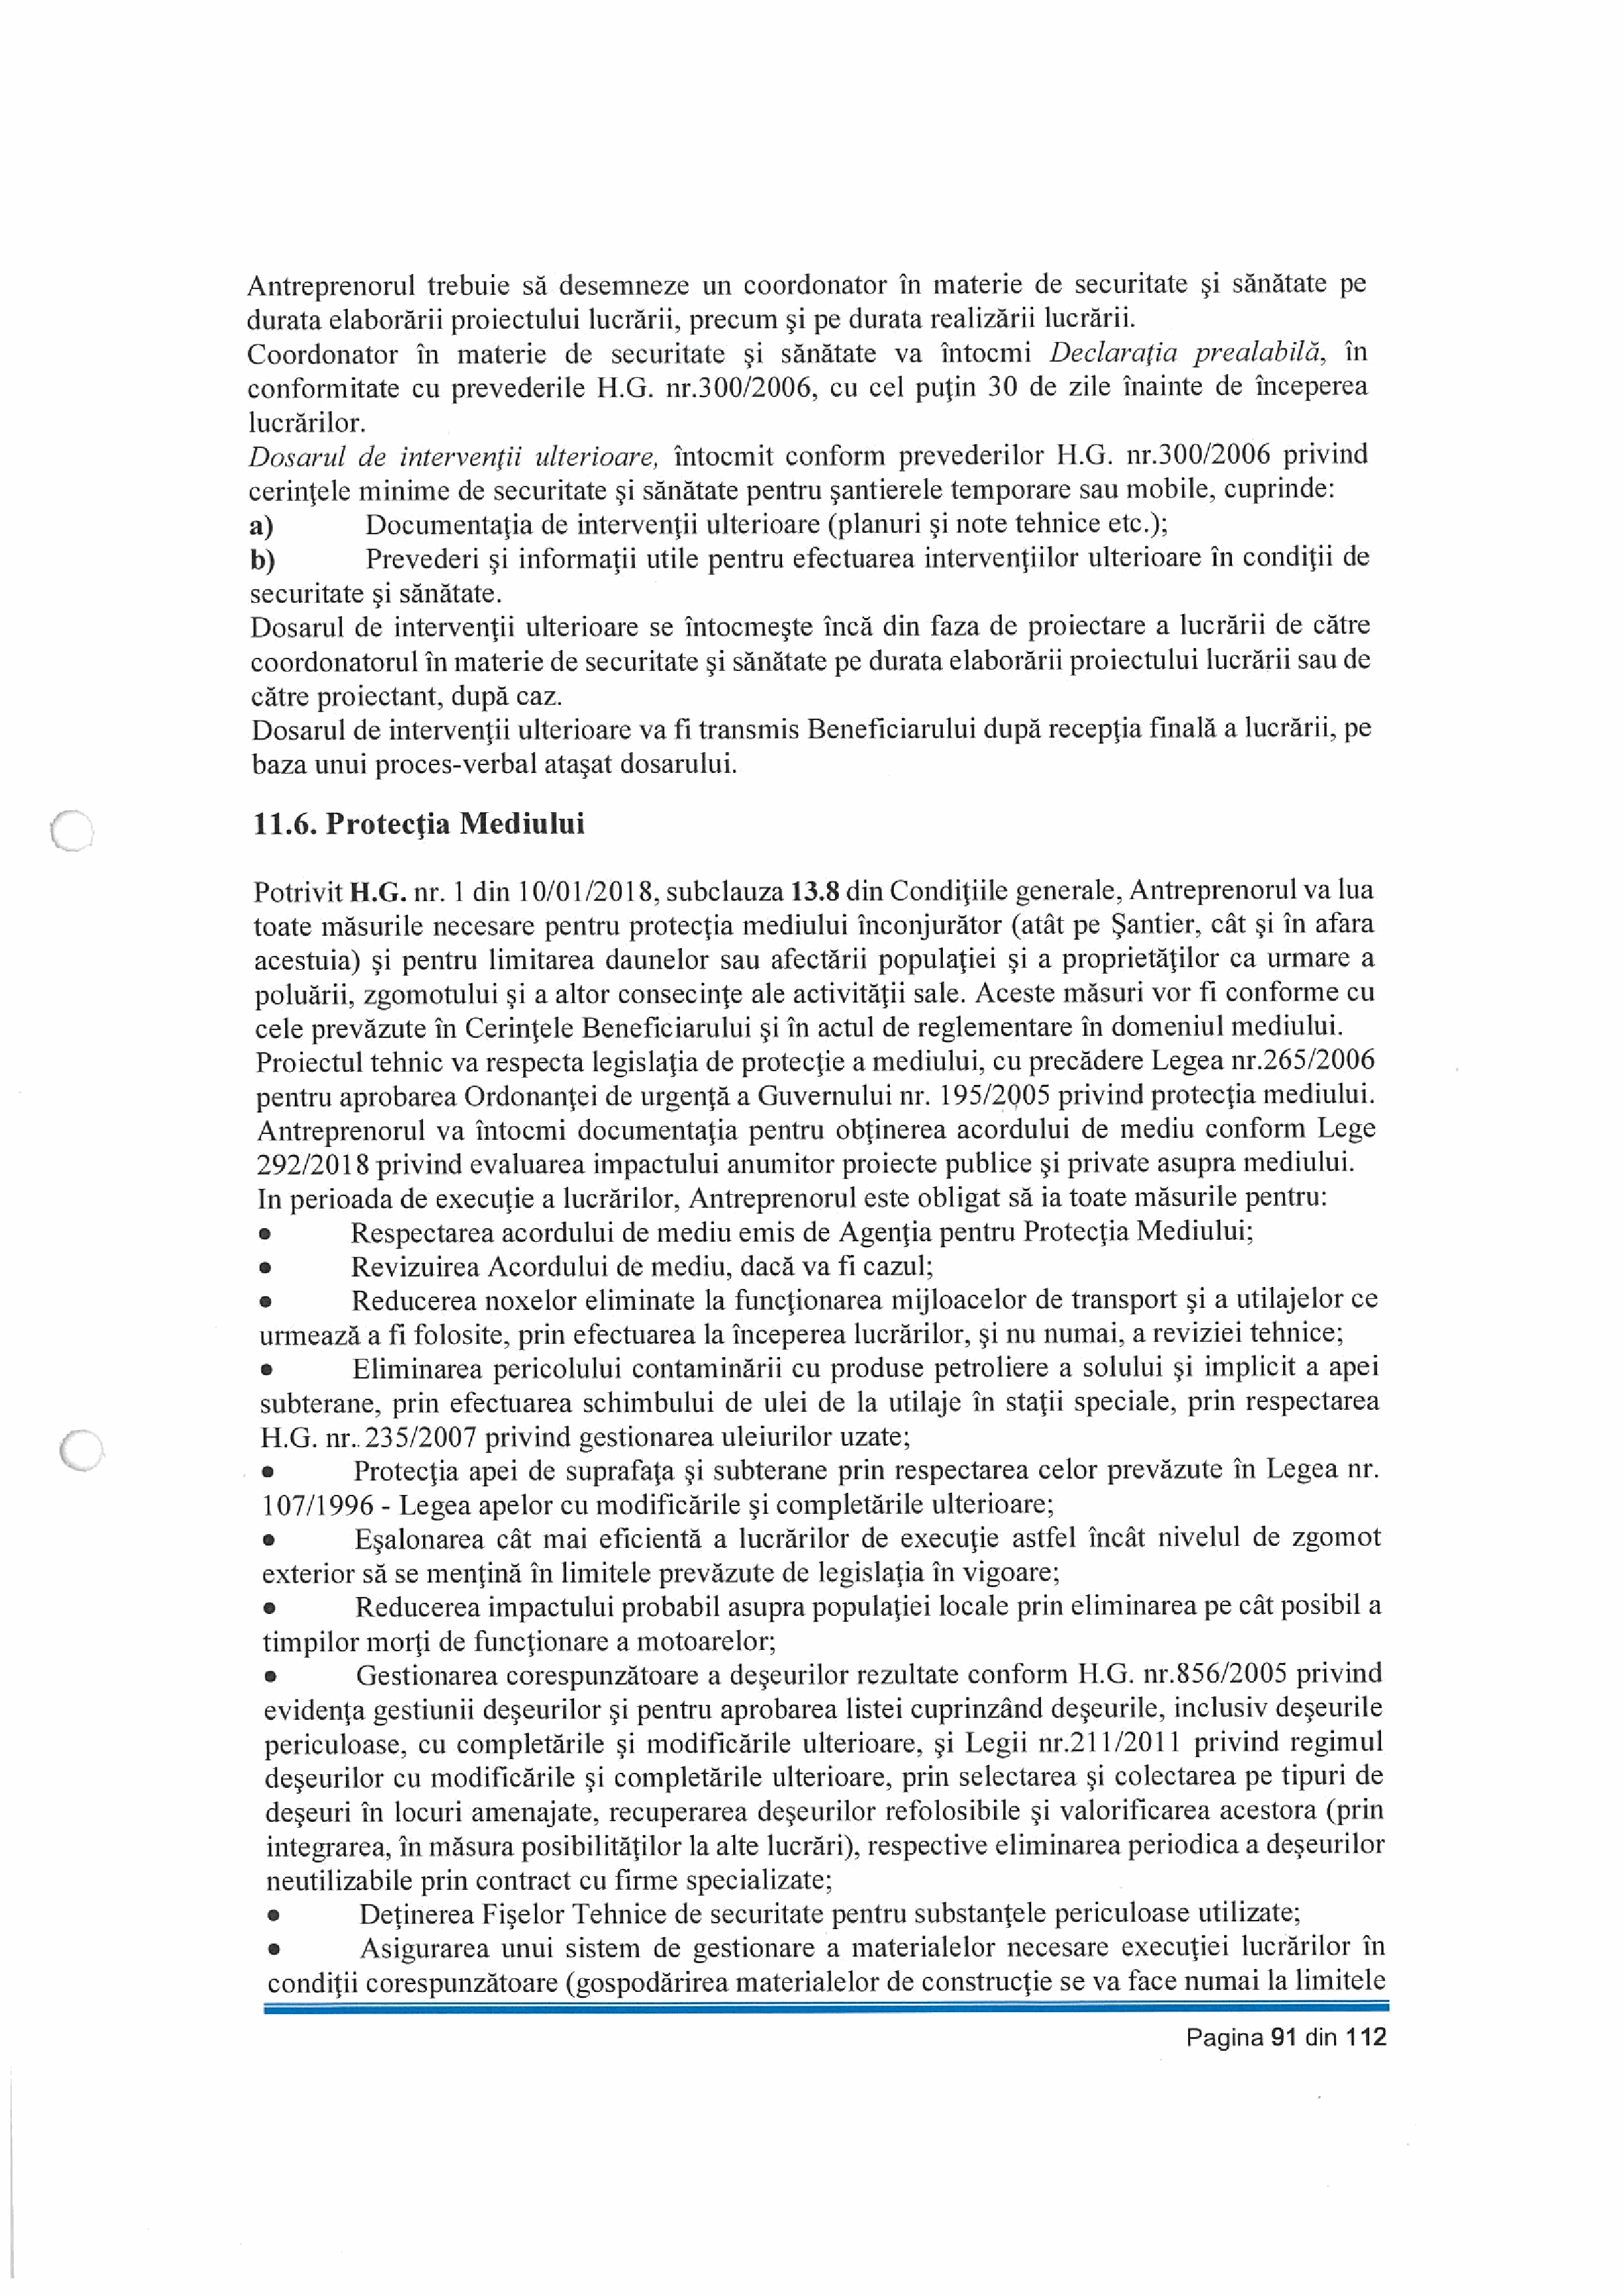 Antreprenorul trebuie să desemneze un coordonator în materie de securitate şi sănătate pe
durata elaborării proiectului lucrării, precum şi pe durata realizării lucrării.
Coordonator în materie de securitate şi sănătate va întocmi Declaraţia prealabilă, în
conformitate cu prevederile H.G. nr.300/2006, cu cel puţin 30 de zile înainte de începerea
lucrărilor.
Dosarul de intervenţii ulterioare, întocmit conform prevederilor H.G. nr.300/2006 privind
cerinţele minime de securitate şi sănătate pentru şantierele temporare sau mobile, cuprinde:
a) Documentaţia de intervenţii ulterioare (planuri şi note tehnice etc.);
b) Prevederi şi informaţii utile pentru efectuarea intervenţiilor ulterioare în condiţii de
securitate şi sănătate.
Dosarul de intervenţii ulterioare se întocmeşte încă din faza de proiectare a lucrării de către
coordonatorul în materie de securitate şi sănătate pe durata elaborării proiectului lucrării sau de
către proiectant, după caz.
Dosarul de intervenţii ulterioare va fi transmis Beneficiarului după recepţia finală a lucrării, pe
baza unui proces-verbal ataşat dosarului.
11.6. Protecţia Mediului
Potrivit H.G. nr. 1 din 10/01/2018, subclauza 13.8 din Condiţiile generale, Antreprenorul va lua
toate măsurile necesare pentru protecţia mediului înconjurător (atât pe Şantier, cât şi în afara
acestuia) şi pentru limitarea daunelor sau afectării populaţiei şi a proprietăţilor ca urmare a
poluării, zgomotului şi a altor consecinţe ale activităţii sale. Aceste măsuri vor fi conforme cu
cele prevăzute în Cerinţele Beneficiarului şi în actul de reglementare în domeniul mediului.
Proiectul tehnic va respecta legislaţia de protecţie a mediului, cu precădere Legea nr.265/2006
pentru aprobarea Ordonanţei de urgenţă a Guvernului nr. 195/2005 privind protecţia mediului.
Antreprenorul va întocmi documentaţia pentru obţinerea acordului de mediu conform Lege
292/2018 privind evaluarea impactului anumitor proiecte publice şi private asupra mediului.
In perioada de execuţie a lucrărilor, Antreprenorul este obligat să ia toate măsurile pentru:
• Respectarea acordului de mediu emis de Agenţia pentru Protecţia Mediului;
• Revizuirea Acordului de mediu, dacă va fi cazul;
• Reducerea noxelor eliminate la funcţionarea mijloacelor de transport şi a utilajelor ce
urmează a fi folosite, prin efectuarea la începerea lucrărilor, şi nu numai, a reviziei tehnice;
• Eliminarea pericolului contaminării cu produse petroliere a solului şi implicit a apei
subterane, prin efectuarea schimbului de ulei de la utilaje în staţii speciale, prin respectarea
H.G. nr.. 235/2007 privind gestionarea uleiurilor uzate;
• Protecţia apei de suprafaţa şi subterane prin respectarea celor prevăzute în Legea nr.
107/1996 - Legea apelor cu modificările şi completările ulterioare;
• Eşalonarea cât mai eficientă a lucrărilor de execuţie astfel încât nivelul de zgomot
exterior să se menţină în limitele prevăzute de legislaţia în vigoare;
• Reducerea impactului probabil asupra populaţiei locale prin eliminarea pe cât posibil a
timpilor morţi de funcţionare a motoarelor;
• Gestionarea corespunzătoare a deşeurilor rezultate conform H.G. nr.856/2005 privind
evidenţa gestiunii deşeurilor şi pentru aprobarea listei cuprinzând deşeurile, inclusiv deşeurile
periculoase, cu completările şi modificările ulterioare, şi Legii nr.211/2011 privind regimul
deşeurilor cu modificările şi completările ulterioare, prin selectarea şi colectarea pe tipuri de
deşeuri în locuri amenajate, recuperarea deşeurilor refolosibile şi valorificarea acestora (prin
integrarea, în măsura posibilităţilor la alte lucrări), respective eliminarea periodica a deşeurilor
neutilizabile prin contract cu firme specializate;
• Deţinerea Fişelor Tehnice de securitate pentru substanţele periculoase utilizate;
• Asigurarea unui sistem de gestionare a materialelor necesare execuţiei lucrărilor în
condiţii corespunzătoare (gospodărirea materialelor de construcţie se va face numai la limitele
Pagina 91 din 112